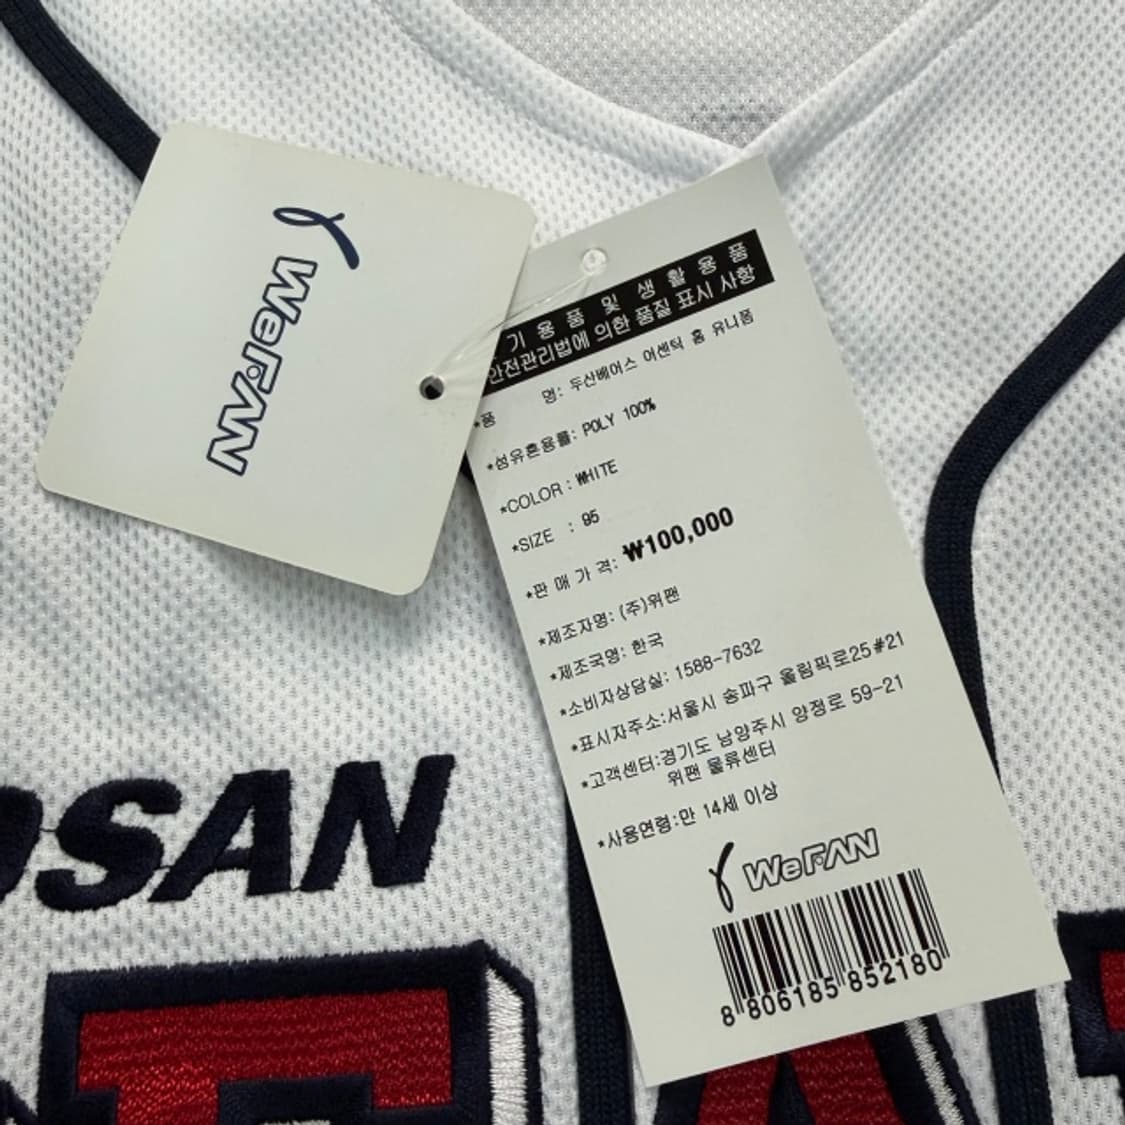 WeFAN
기 용 품 및 생 활 용 품
안전관리법에 의한 품질 표시 사항
*품 명: 두산베어스 어센틱 홈 유니폼
*섬유혼용률: POLY 100%
*COLOR : WHITE
*SIZE : 95
*판 매 가 격: ₩100,000
*제조자명: (주)위팬
*제조국명: 한국
*소비자상담실: 1588-7632
*표시자주소:서울시 송파구 올림픽로25#21
*고객센터:경기도 남양주시 양정로 59-21
위팬 물류센터
*사용연령:만 14세 이상
WeFAN
8 806185 852180
OSAN